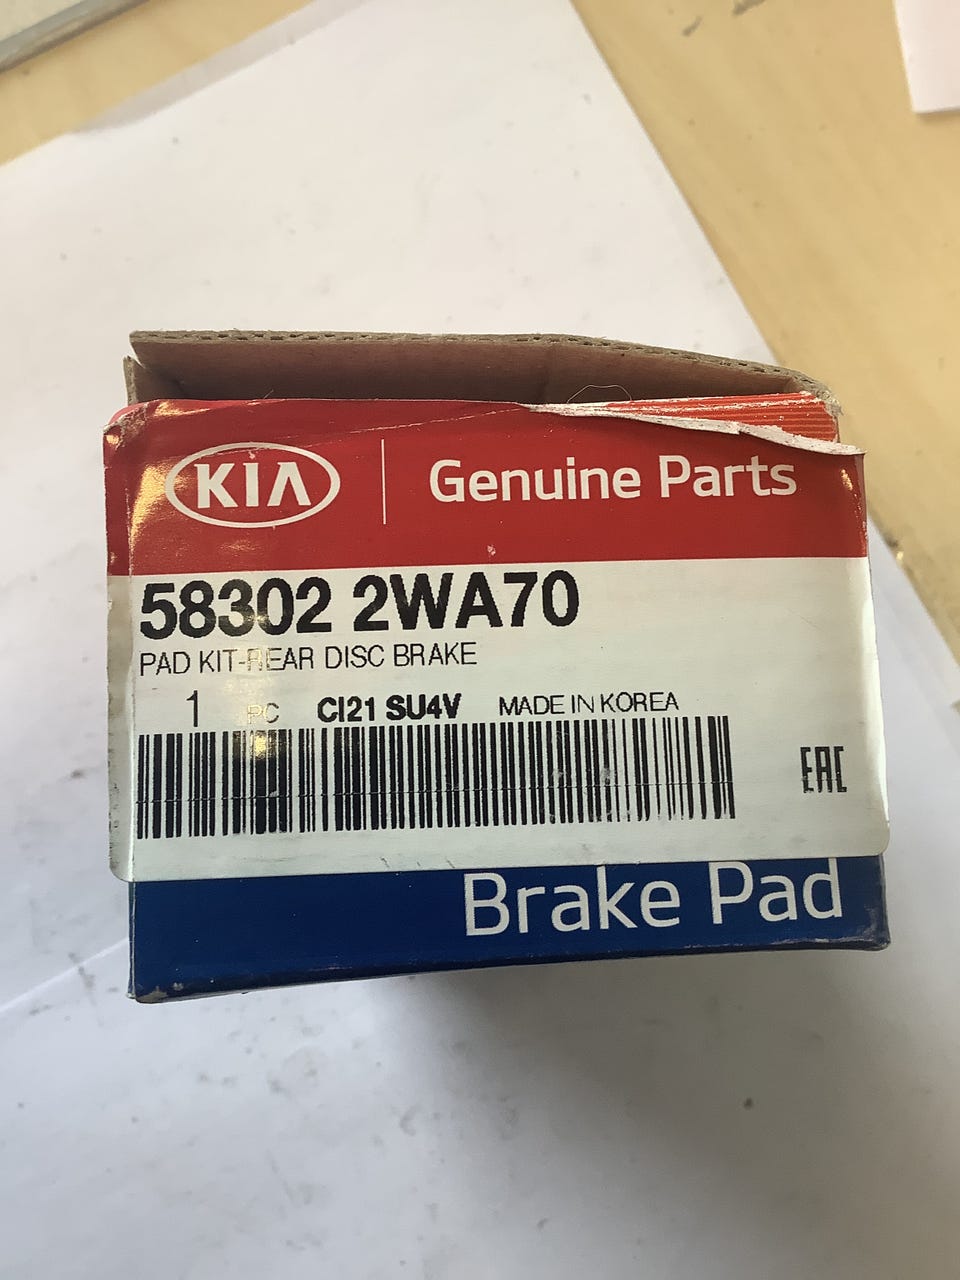 KIA Genuine Parts
58302 2WA70
PAD KIT-REAR DISC BRAKE
1 PC CI21 SU4V MADE IN KOREA
EAC
Brake Pad